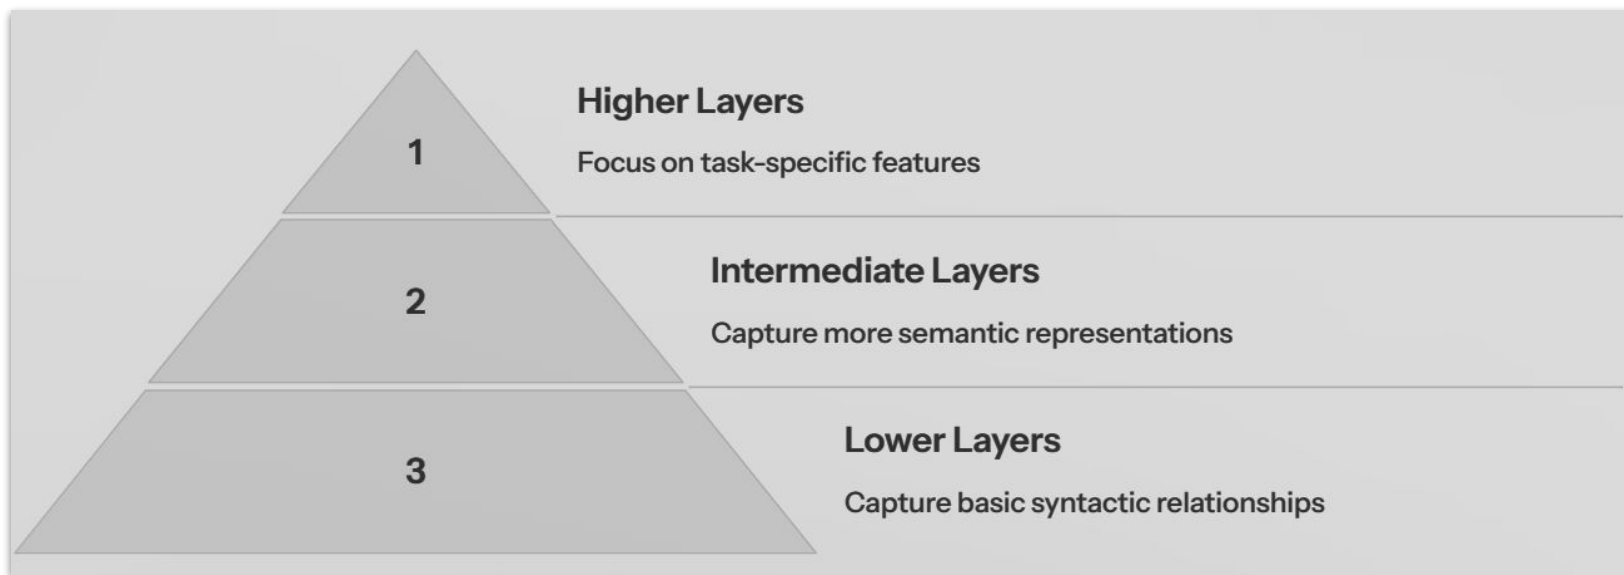 1
Higher Layers
Focus on task-specific features
2
Intermediate Layers
Capture more semantic representations
3
Lower Layers
Capture basic syntactic relationships